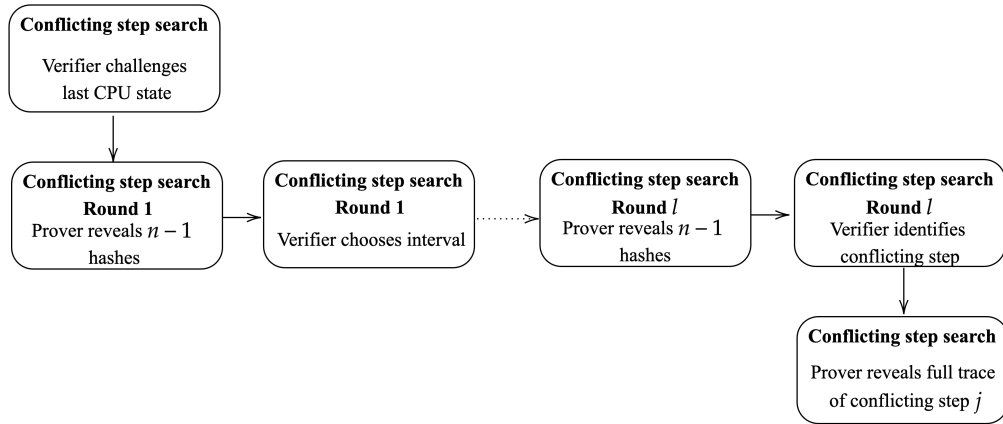 Conflicting step search
Verifier challenges
last CPU state
Conflicting step search
Round 1
Prover reveals n − 1
hashes
Conflicting step search
Round 1
Verifier chooses interval
Conflicting step search
Round l
Prover reveals n − 1
hashes
Conflicting step search
Round l
Verifier identifies
conflicting step
Conflicting step search
Prover reveals full trace
of conflicting step j